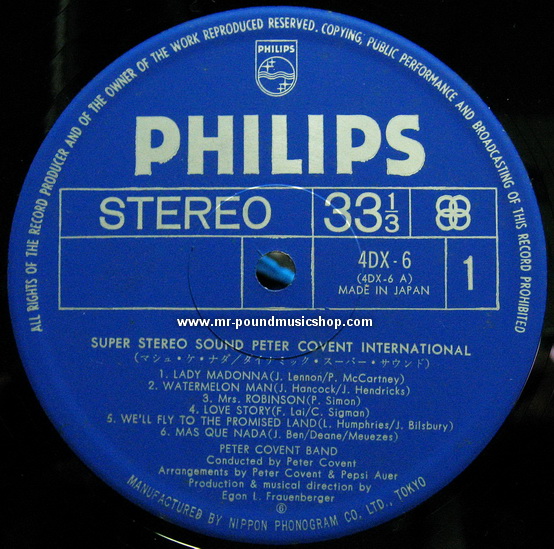 ALL RIGHTS OF THE RECORD PRODUCER AND OF THE OWNER OF THE WORK REPRODUCED RESERVED. COPYING, PUBLIC PERFORMANCE AND BROADCASTING OF THIS RECORD PROHIBITED
PHILIPS
PHILIPS
STEREO 33 1/3
4DX-6
(4DX-6 A)
MADE IN JAPAN
1
www.mr-poundmusicshop.com
SUPER STEREO SOUND PETER COVENT INTERNATIONAL
(マシュ・ケ・ナダ/ダイナミック・スーパー・サウンド)
1. LADY MADONNA(J. Lennon/P. McCartney)
2. WATERMELON MAN(J. Hancock/J. Hendricks)
3. Mrs. ROBINSON(P. Simon)
4. LOVE STORY(F. Lai/C. Sigman)
5. WE'LL FLY TO THE PROMISED LAND(L. Humphries/J. Bilsbury)
6. MAS QUE NADA(J. Ben/Deane/Meuezes)
PETER COVENT BAND
Conducted by Peter Covent
Arrangements by Peter Covent & Pepsi Auer
Production & musical direction by
Egon L. Frauenberger
MANUFACTURED BY NIPPON PHONOGRAM CO. LTD., TOKYO